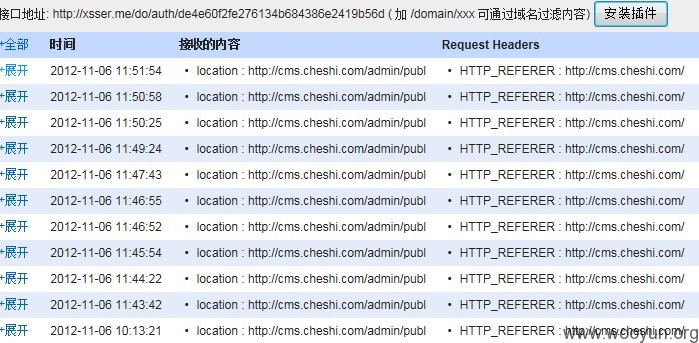 接口地址: http://xsser.me/do/auth/de4e60f2fe276134b684386e2419b56d ( 加 /domain/xxx 可通过域名过滤内容) 安装插件
+全部 时间 接收的内容 Request Headers
+展开 2012-11-06 11:51:54 • location : http://cms.cheshi.com/admin/publ • HTTP_REFERER : http://cms.cheshi.com/
+展开 2012-11-06 11:50:58 • location : http://cms.cheshi.com/admin/publ • HTTP_REFERER : http://cms.cheshi.com/
+展开 2012-11-06 11:50:25 • location : http://cms.cheshi.com/admin/publ • HTTP_REFERER : http://cms.cheshi.com/
+展开 2012-11-06 11:49:24 • location : http://cms.cheshi.com/admin/publ • HTTP_REFERER : http://cms.cheshi.com/
+展开 2012-11-06 11:47:43 • location : http://cms.cheshi.com/admin/publ • HTTP_REFERER : http://cms.cheshi.com/
+展开 2012-11-06 11:46:55 • location : http://cms.cheshi.com/admin/publ • HTTP_REFERER : http://cms.cheshi.com/
+展开 2012-11-06 11:46:52 • location : http://cms.cheshi.com/admin/publ • HTTP_REFERER : http://cms.cheshi.com/
+展开 2012-11-06 11:45:54 • location : http://cms.cheshi.com/admin/publ • HTTP_REFERER : http://cms.cheshi.com/
+展开 2012-11-06 11:44:22 • location : http://cms.cheshi.com/admin/publ • HTTP_REFERER : http://cms.cheshi.com/
+展开 2012-11-06 11:43:42 • location : http://cms.cheshi.com/admin/publ • HTTP_REFERER : http://cms.cheshi.com/
+展开 2012-11-06 10:13:21 • location : http://cms.cheshi.com/admin/publ • HTTP_REFERER : http://cms.cheshi.com/
www.wooyun.org